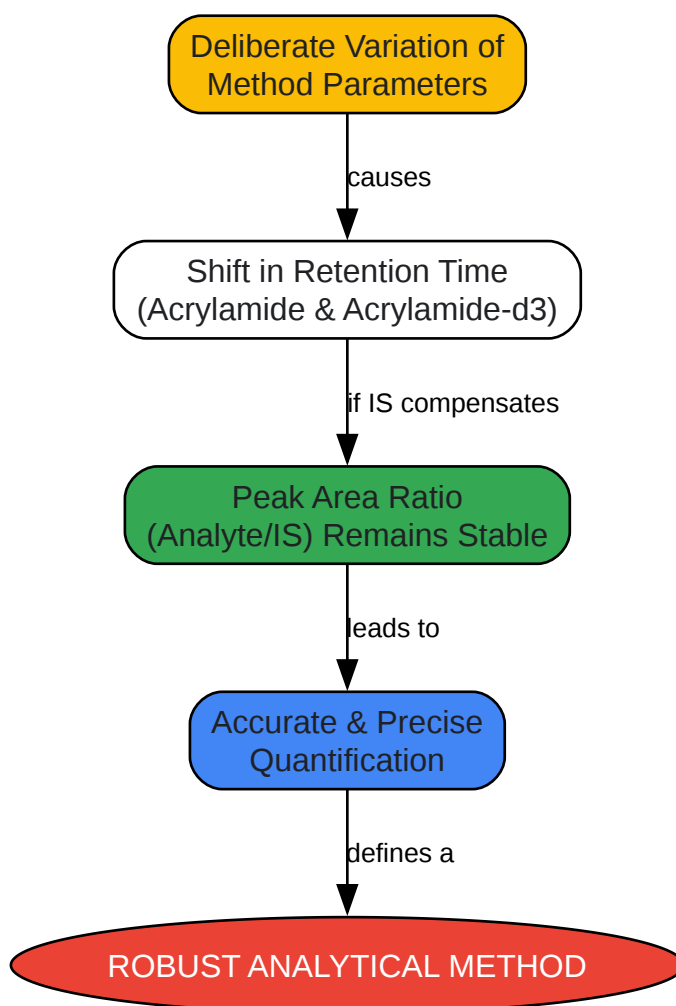 Deliberate Variation of
Method Parameters
causes
Shift in Retention Time
(Acrylamide & Acrylamide-d3)
if IS compensates
Peak Area Ratio
(Analyte/IS) Remains Stable
leads to
Accurate & Precise
Quantification
defines a
ROBUST ANALYTICAL METHOD